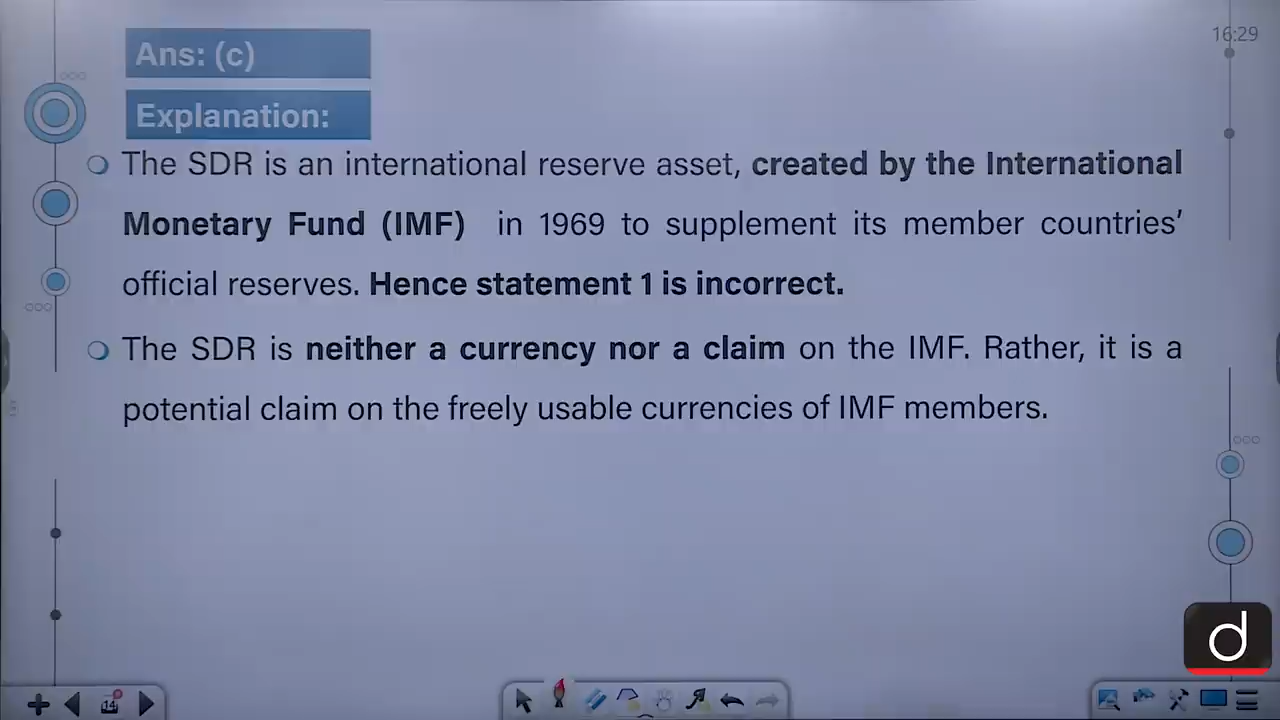 Ans: (c)
16:29
Explanation:
The SDR is an international reserve asset, created by the International
Monetary Fund (IMF) in 1969 to supplement its member countries'
official reserves. Hence statement 1 is incorrect.
The SDR is neither a currency nor a claim on the IMF. Rather, it is a
potential claim on the freely usable currencies of IMF members.
d
14